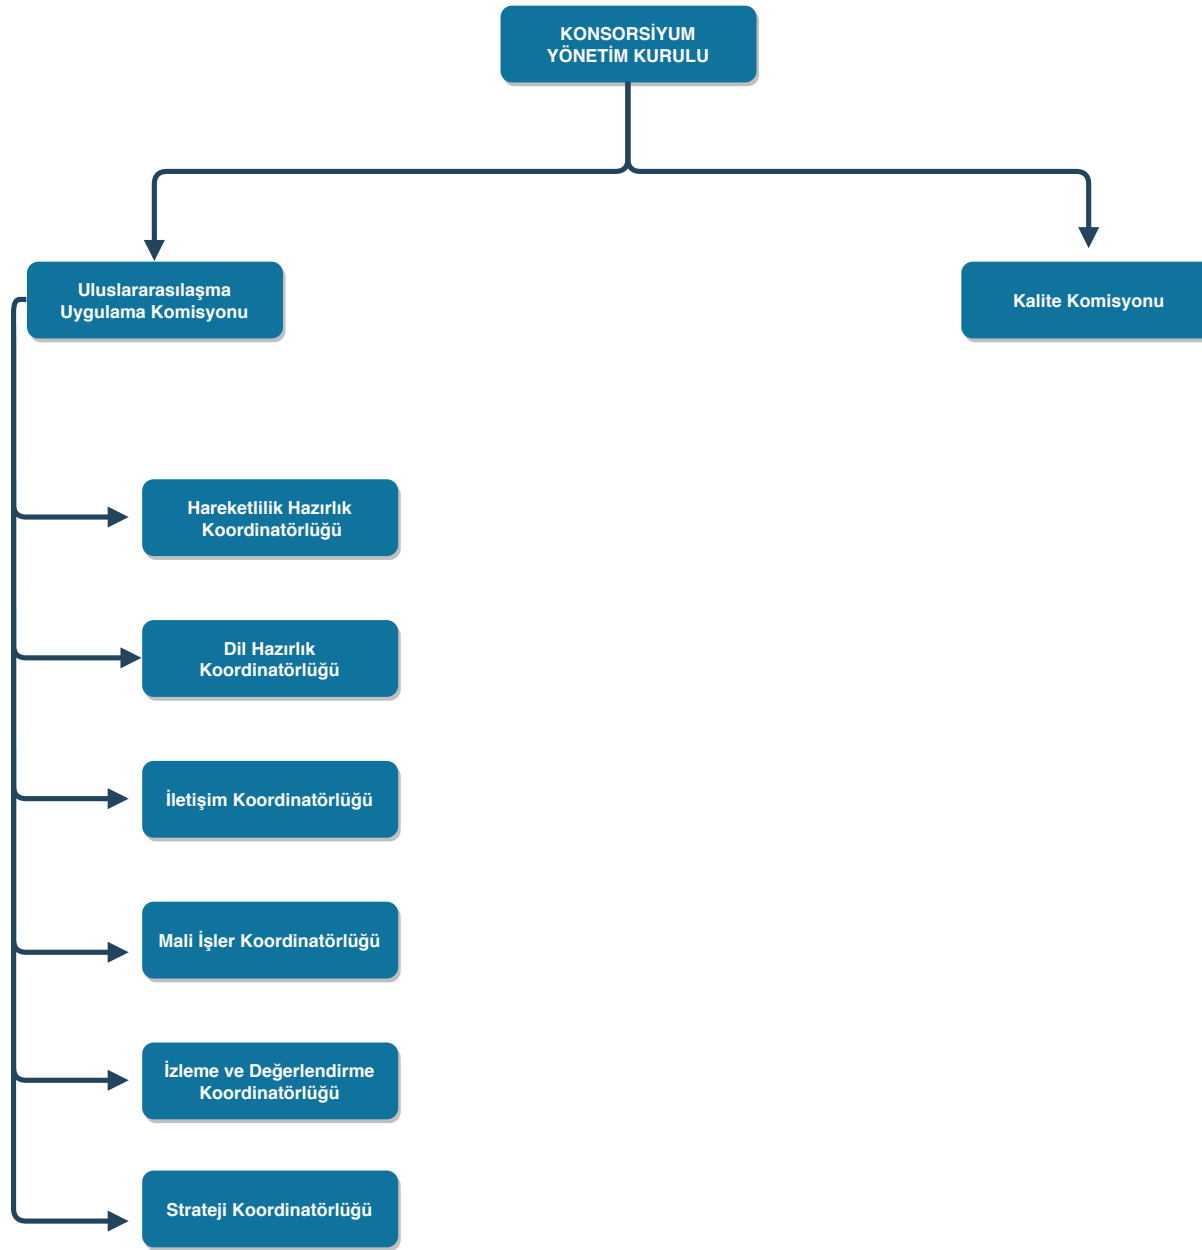 KONSORSİYUM
YÖNETİM KURULU
Uluslararasılaşma
Uygulama Komisyonu
Kalite Komisyonu
Hareketlilik Hazırlık
Koordinatörlüğü
Dil Hazırlık
Koordinatörlüğü
İletişim Koordinatörlüğü
Mali İşler Koordinatörlüğü
İzleme ve Değerlendirme
Koordinatörlüğü
Strateji Koordinatörlüğü